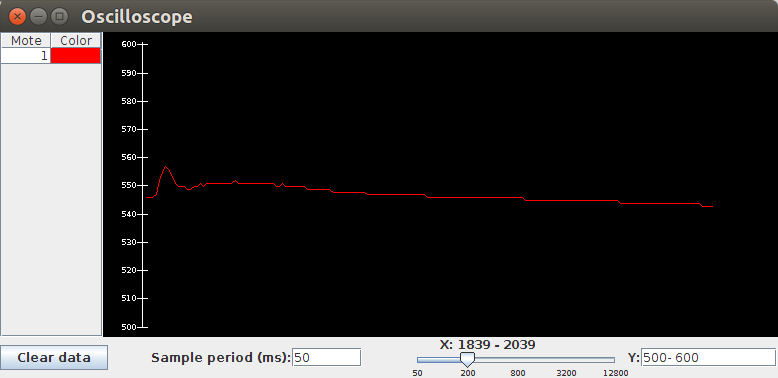 Oscilloscope
Mote Color
1
600
590
580
570
560
550
540
530
520
510
500
X: 1839 - 2039
Clear data Sample period (ms): 50 Y: 500- 600
50 200 800 3200 12800